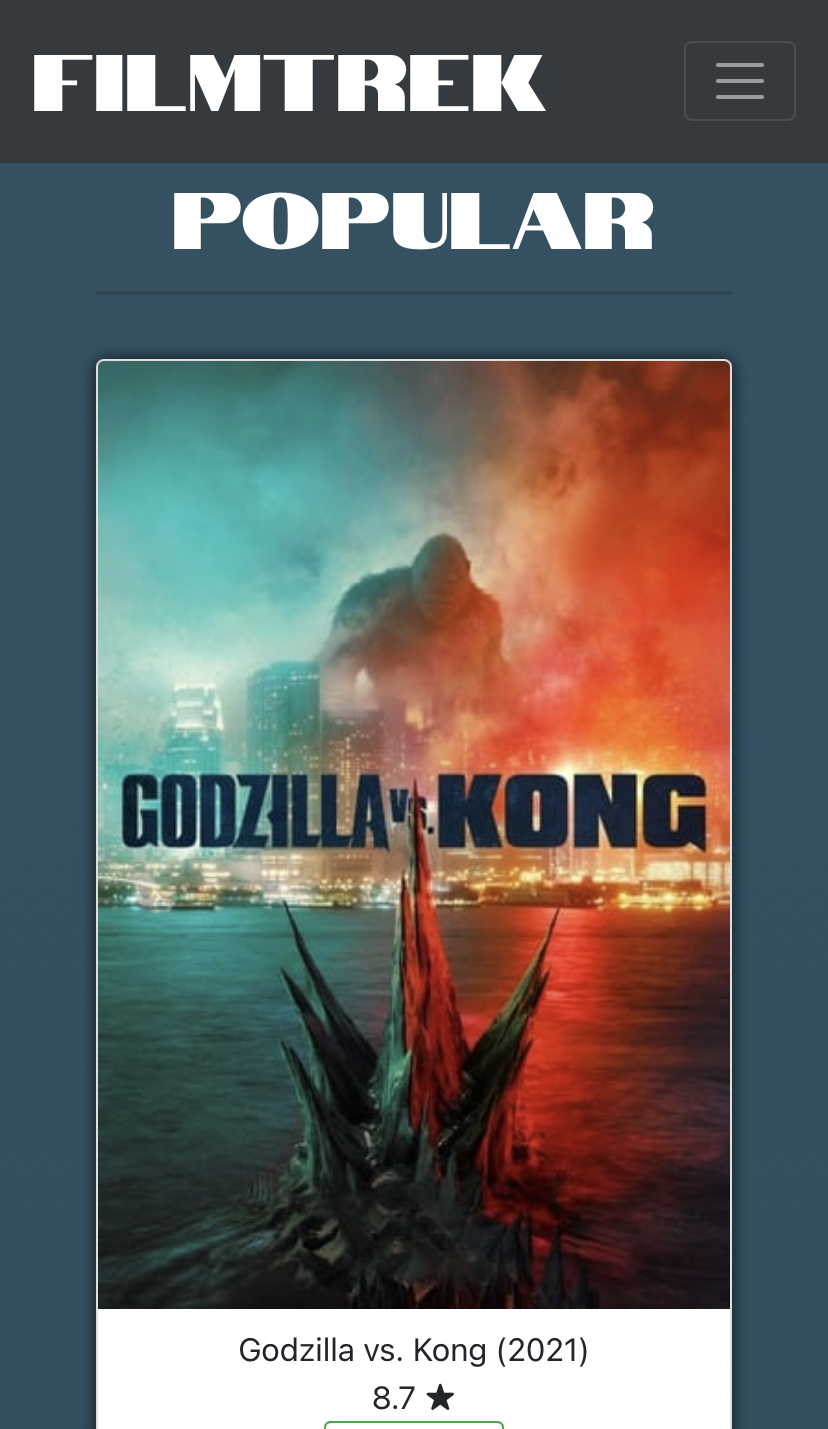 FILMTREK
POPULAR
GODZILLA vs. KONG
Godzilla vs. Kong (2021)
8.7 ★